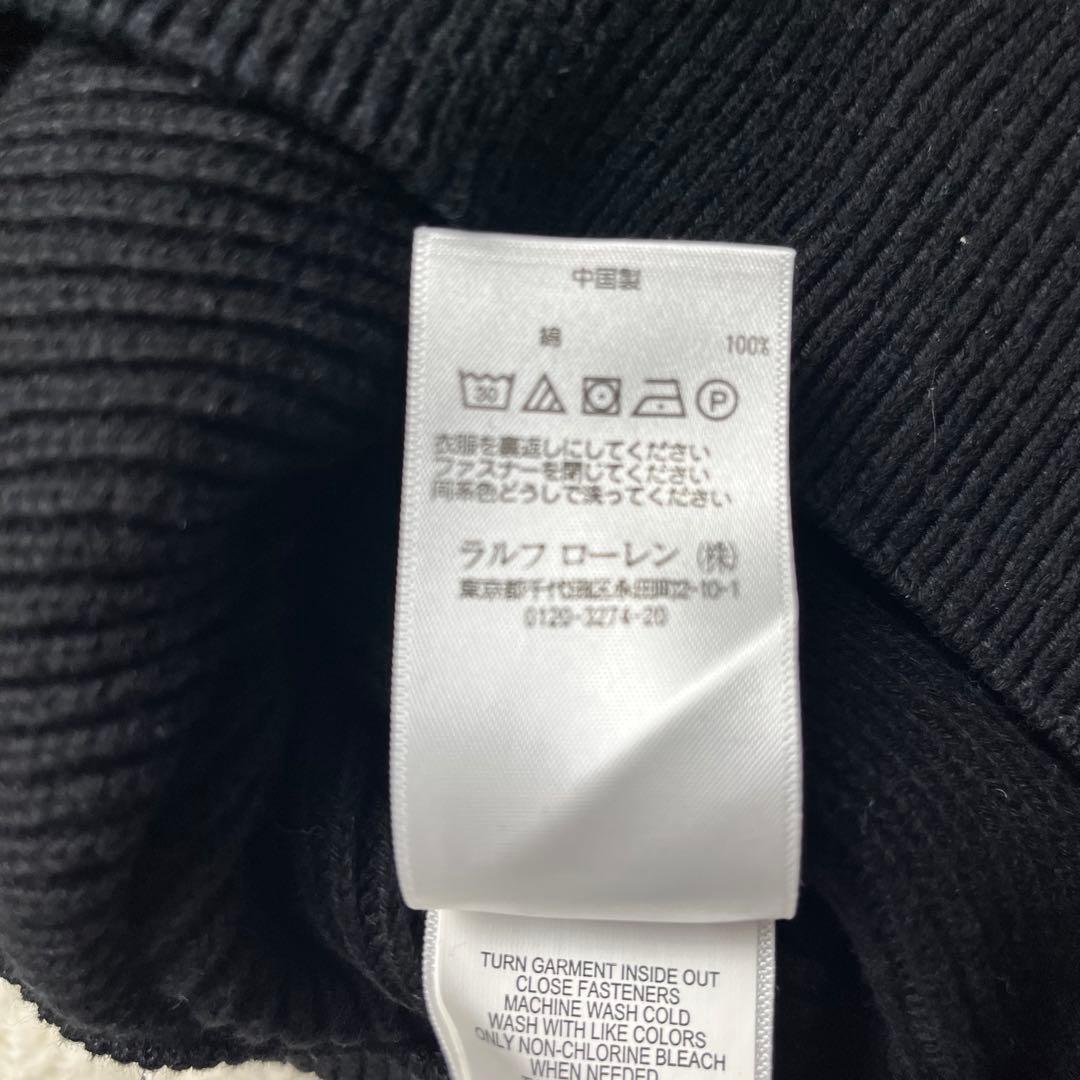 中国製
綿 100%
30 P
衣服を裏返しにしてください
ファスナーを閉じてください
同系色どうしで洗ってください
ラルフ ローレン (株)
東京都千代田区永田町2-10-1
0120-3274-20
TURN GARMENT INSIDE OUT
CLOSE FASTENERS
MACHINE WASH COLD
WASH WITH LIKE COLORS
ONLY NON-CHLORINE BLEACH
WHEN NEEDED